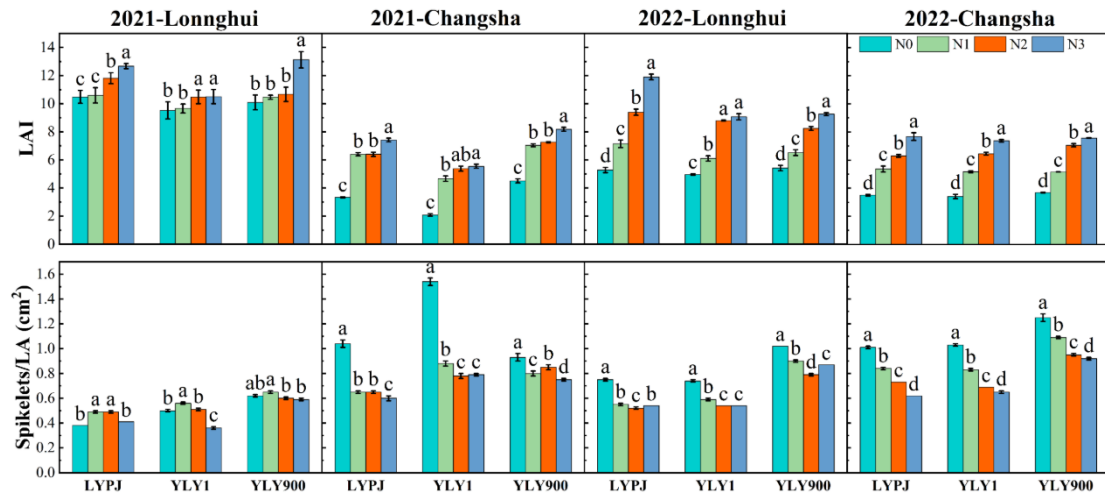 2021-Lonnghui 2021-Changsha 2022-Lonnghui 2022-Changsha
N0 N1 N2 N3
LAI
14
12
10
8
6
4
2
0
c c b a b b a a b b b a
c b b a c b ab a c b b a
d c b a c b a a d c b a
d c b a d c b a d c b a
Spikelets/LA (cm²)
1.6
1.4
1.2
1.0
0.8
0.6
0.4
0.2
0.0
b a a b b a b c ab a b b
a b b c a b c c a c b d
a b c b a b c c a b d c
a b c d a b c d a b c d
LYPJ YLY1 YLY900 LYPJ YLY1 YLY900 LYPJ YLY1 YLY900 LYPJ YLY1 YLY900